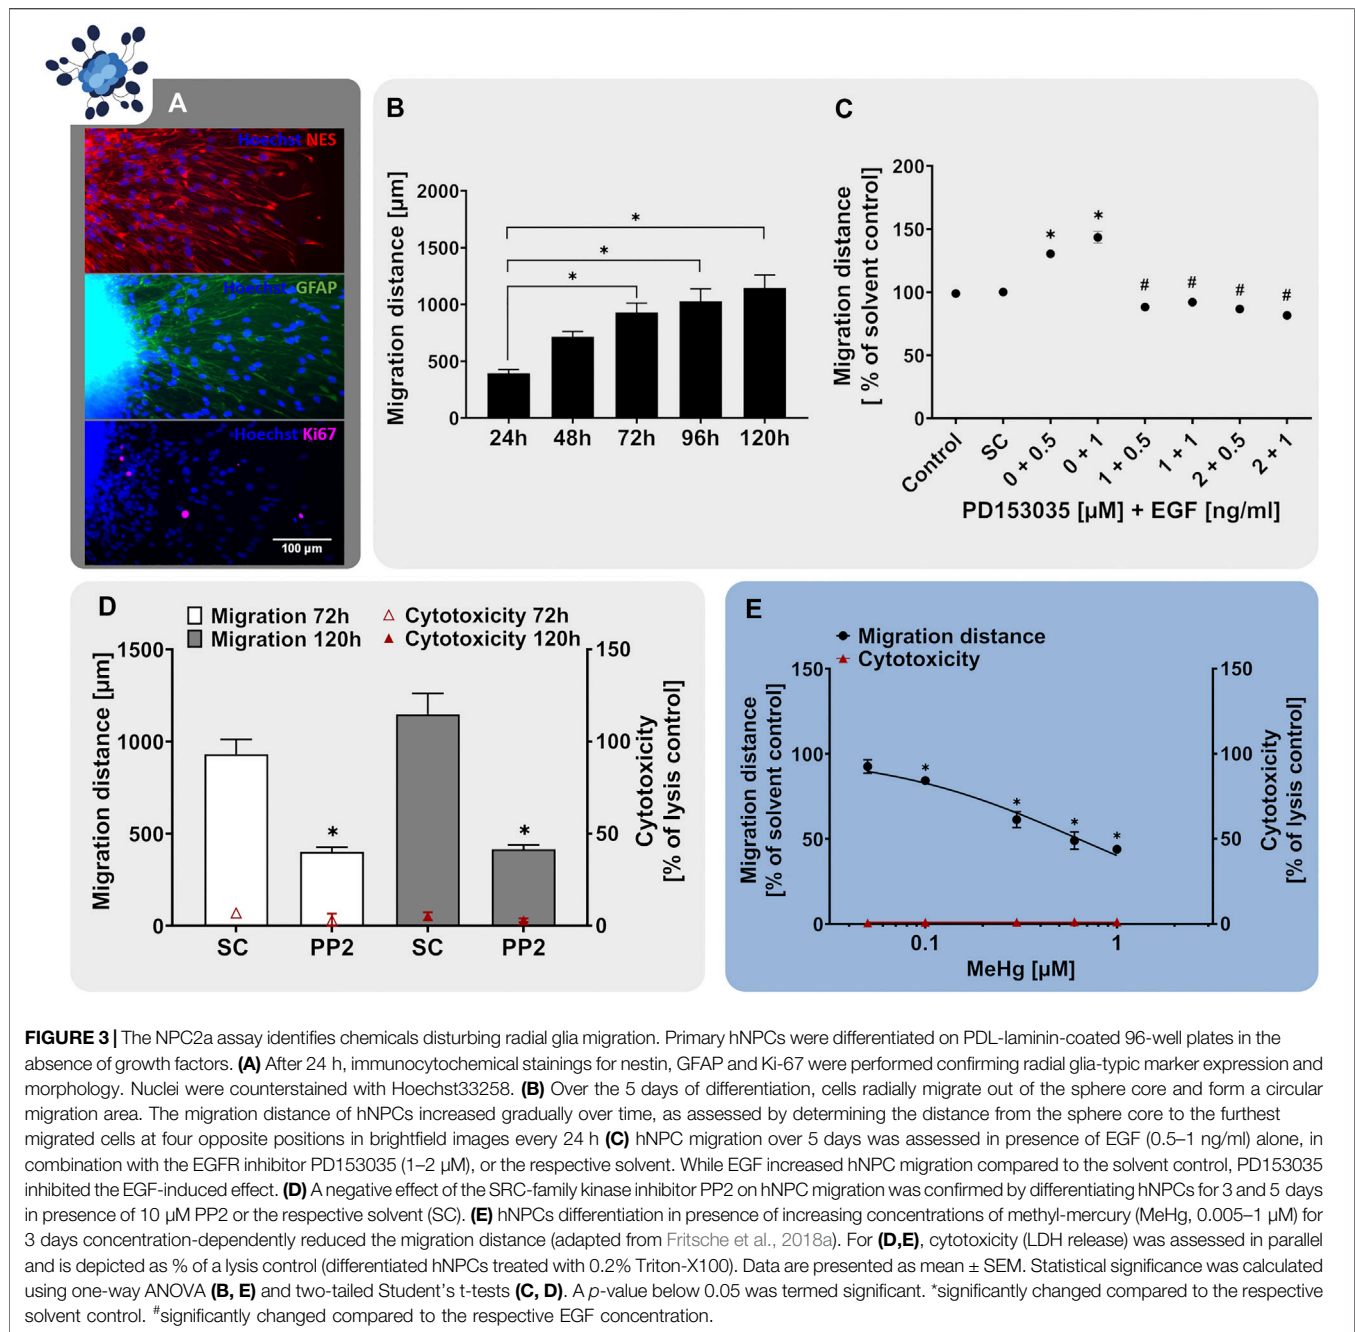 A
Hoechst NES
Hoechst GFAP
Hoechst Ki67
100 µm
B
Migration distance [µm]
2000
1500
1000
500
0
* 
*
*
24h 48h 72h 96h 120h
C
Migration distance
[ % of solvent control]
200
150
100
50
0
* * # # # #
Control SC 0 + 0.5 0 + 1 1 + 0.5 1 + 1 2 + 0.5 2 + 1
PD153035 [µM] + EGF [ng/ml]
D
Migration 72h Cytotoxicity 72h
Migration 120h Cytotoxicity 120h
Migration distance [µm]
1500
1000
500
0
* *
SC PP2 SC PP2
150
100
50
0
Cytotoxicity
[% of lysis control]
E
Migration distance
Cytotoxicity
Migration distance
[% of solvent control]
150
100
50
0
* * * *
0.1 1
MeHg [µM]
150
100
50
0
Cytotoxicity
[% of lysis control]
FIGURE 3 | The NPC2a assay identifies chemicals disturbing radial glia migration. Primary hNPCs were differentiated on PDL-laminin-coated 96-well plates in the
absence of growth factors. (A) After 24 h, immunocytochemical stainings for nestin, GFAP and Ki-67 were performed confirming radial glia-typic marker expression and
morphology. Nuclei were counterstained with Hoechst33258. (B) Over the 5 days of differentiation, cells radially migrate out of the sphere core and form a circular
migration area. The migration distance of hNPCs increased gradually over time, as assessed by determining the distance from the sphere core to the furthest
migrated cells at four opposite positions in brightfield images every 24 h (C) hNPC migration over 5 days was assessed in presence of EGF (0.5–1 ng/ml) alone, in
combination with the EGFR inhibitor PD153035 (1–2 µM), or the respective solvent. While EGF increased hNPC migration compared to the solvent control, PD153035
inhibited the EGF-induced effect. (D) A negative effect of the SRC-family kinase inhibitor PP2 on hNPC migration was confirmed by differentiating hNPCs for 3 and 5 days
in presence of 10 µM PP2 or the respective solvent (SC). (E) hNPCs differentiation in presence of increasing concentrations of methyl-mercury (MeHg, 0.005–1 µM) for
3 days concentration-dependently reduced the migration distance (adapted from Fritsche et al., 2018a). For (D,E), cytotoxicity (LDH release) was assessed in parallel
and is depicted as % of a lysis control (differentiated hNPCs treated with 0.2% Triton-X100). Data are presented as mean ± SEM. Statistical significance was calculated
using one-way ANOVA (B, E) and two-tailed Student's t-tests (C, D). A p-value below 0.05 was termed significant. *significantly changed compared to the respective
solvent control. #significantly changed compared to the respective EGF concentration.